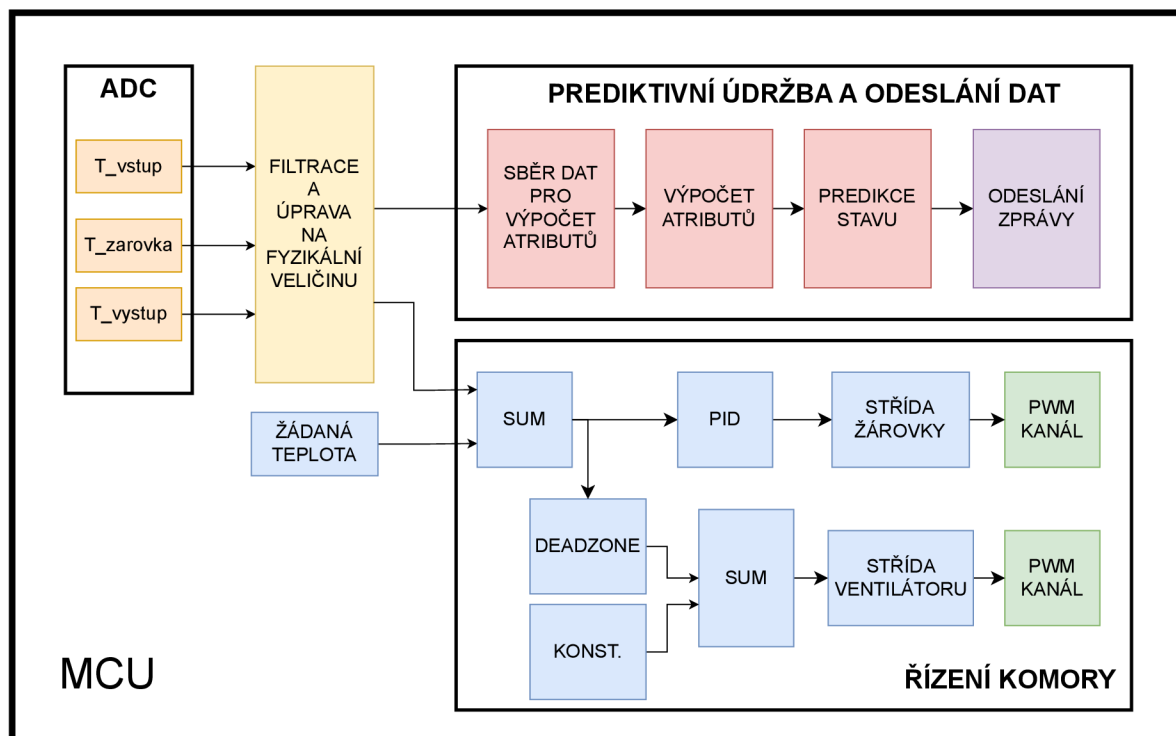 ADC
T_vstup
T_zarovka
T_vystup
FILTRACE
A
ÚPRAVA
NA
FYZIKÁLNÍ
VELIČINU
ŽÁDANÁ
TEPLOTA
PREDIKTIVNÍ ÚDRŽBA A ODESLÁNÍ DAT
SBĚR DAT
PRO
VÝPOČET
ATRIBUTŮ
VÝPOČET
ATRIBUTŮ
PREDIKCE
STAVU
ODESLÁNÍ
ZPRÁVY
SUM
PID
STŘÍDA
ŽÁROVKY
PWM
KANÁL
DEADZONE
KONST.
SUM
STŘÍDA
VENTILÁTORU
PWM
KANÁL
ŘÍZENÍ KOMORY
MCU